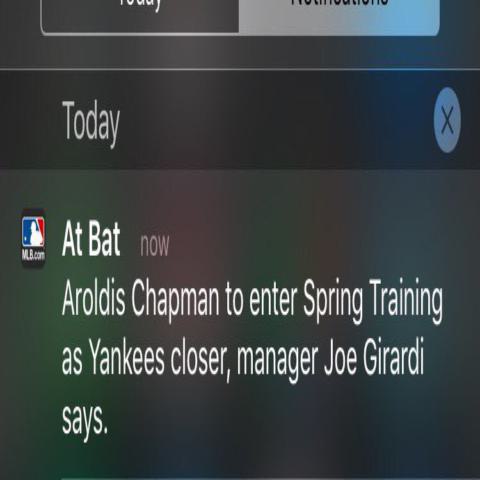 Today Notifications
Today
MLB.com
At Bat now
Aroldis Chapman to enter Spring Training
as Yankees closer, manager Joe Girardi
says.